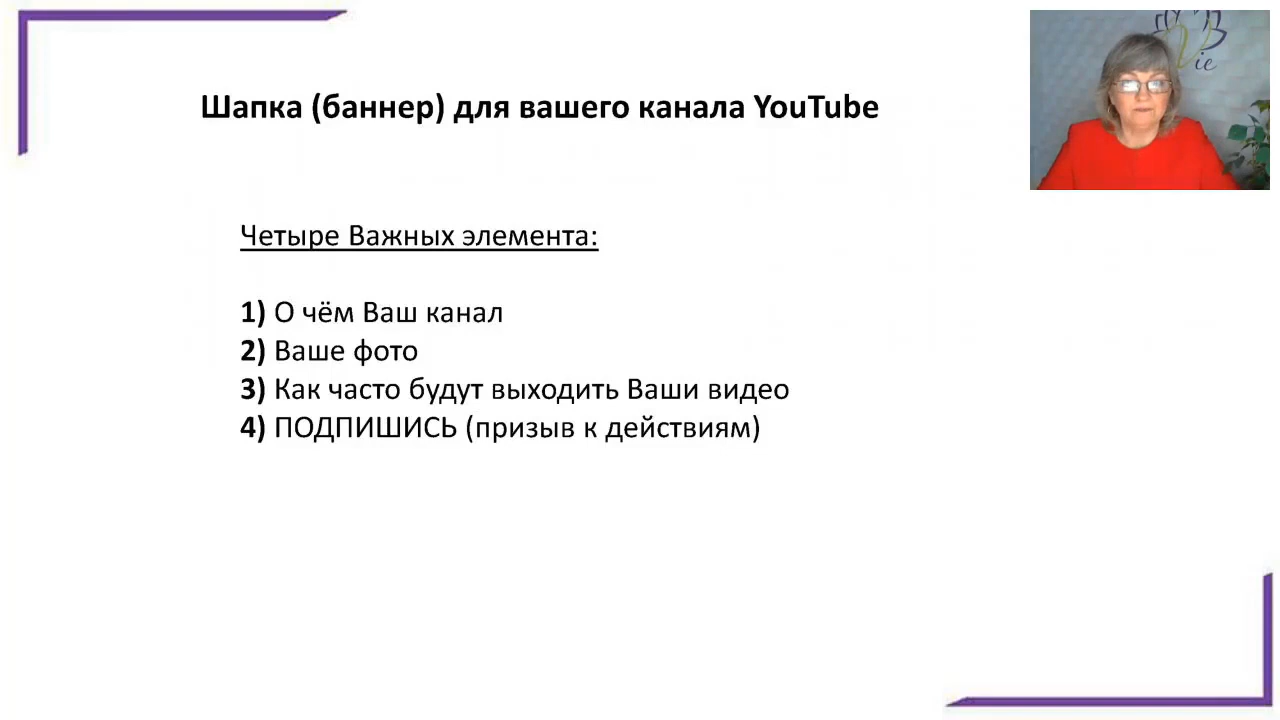 Шапка (баннер) для вашего канала YouTube
Vie
Четыре Важных элемента:
1) О чём Ваш канал
2) Ваше фото
3) Как часто будут выходить Ваши видео
4) ПОДПИШИСЬ (призыв к действиям)